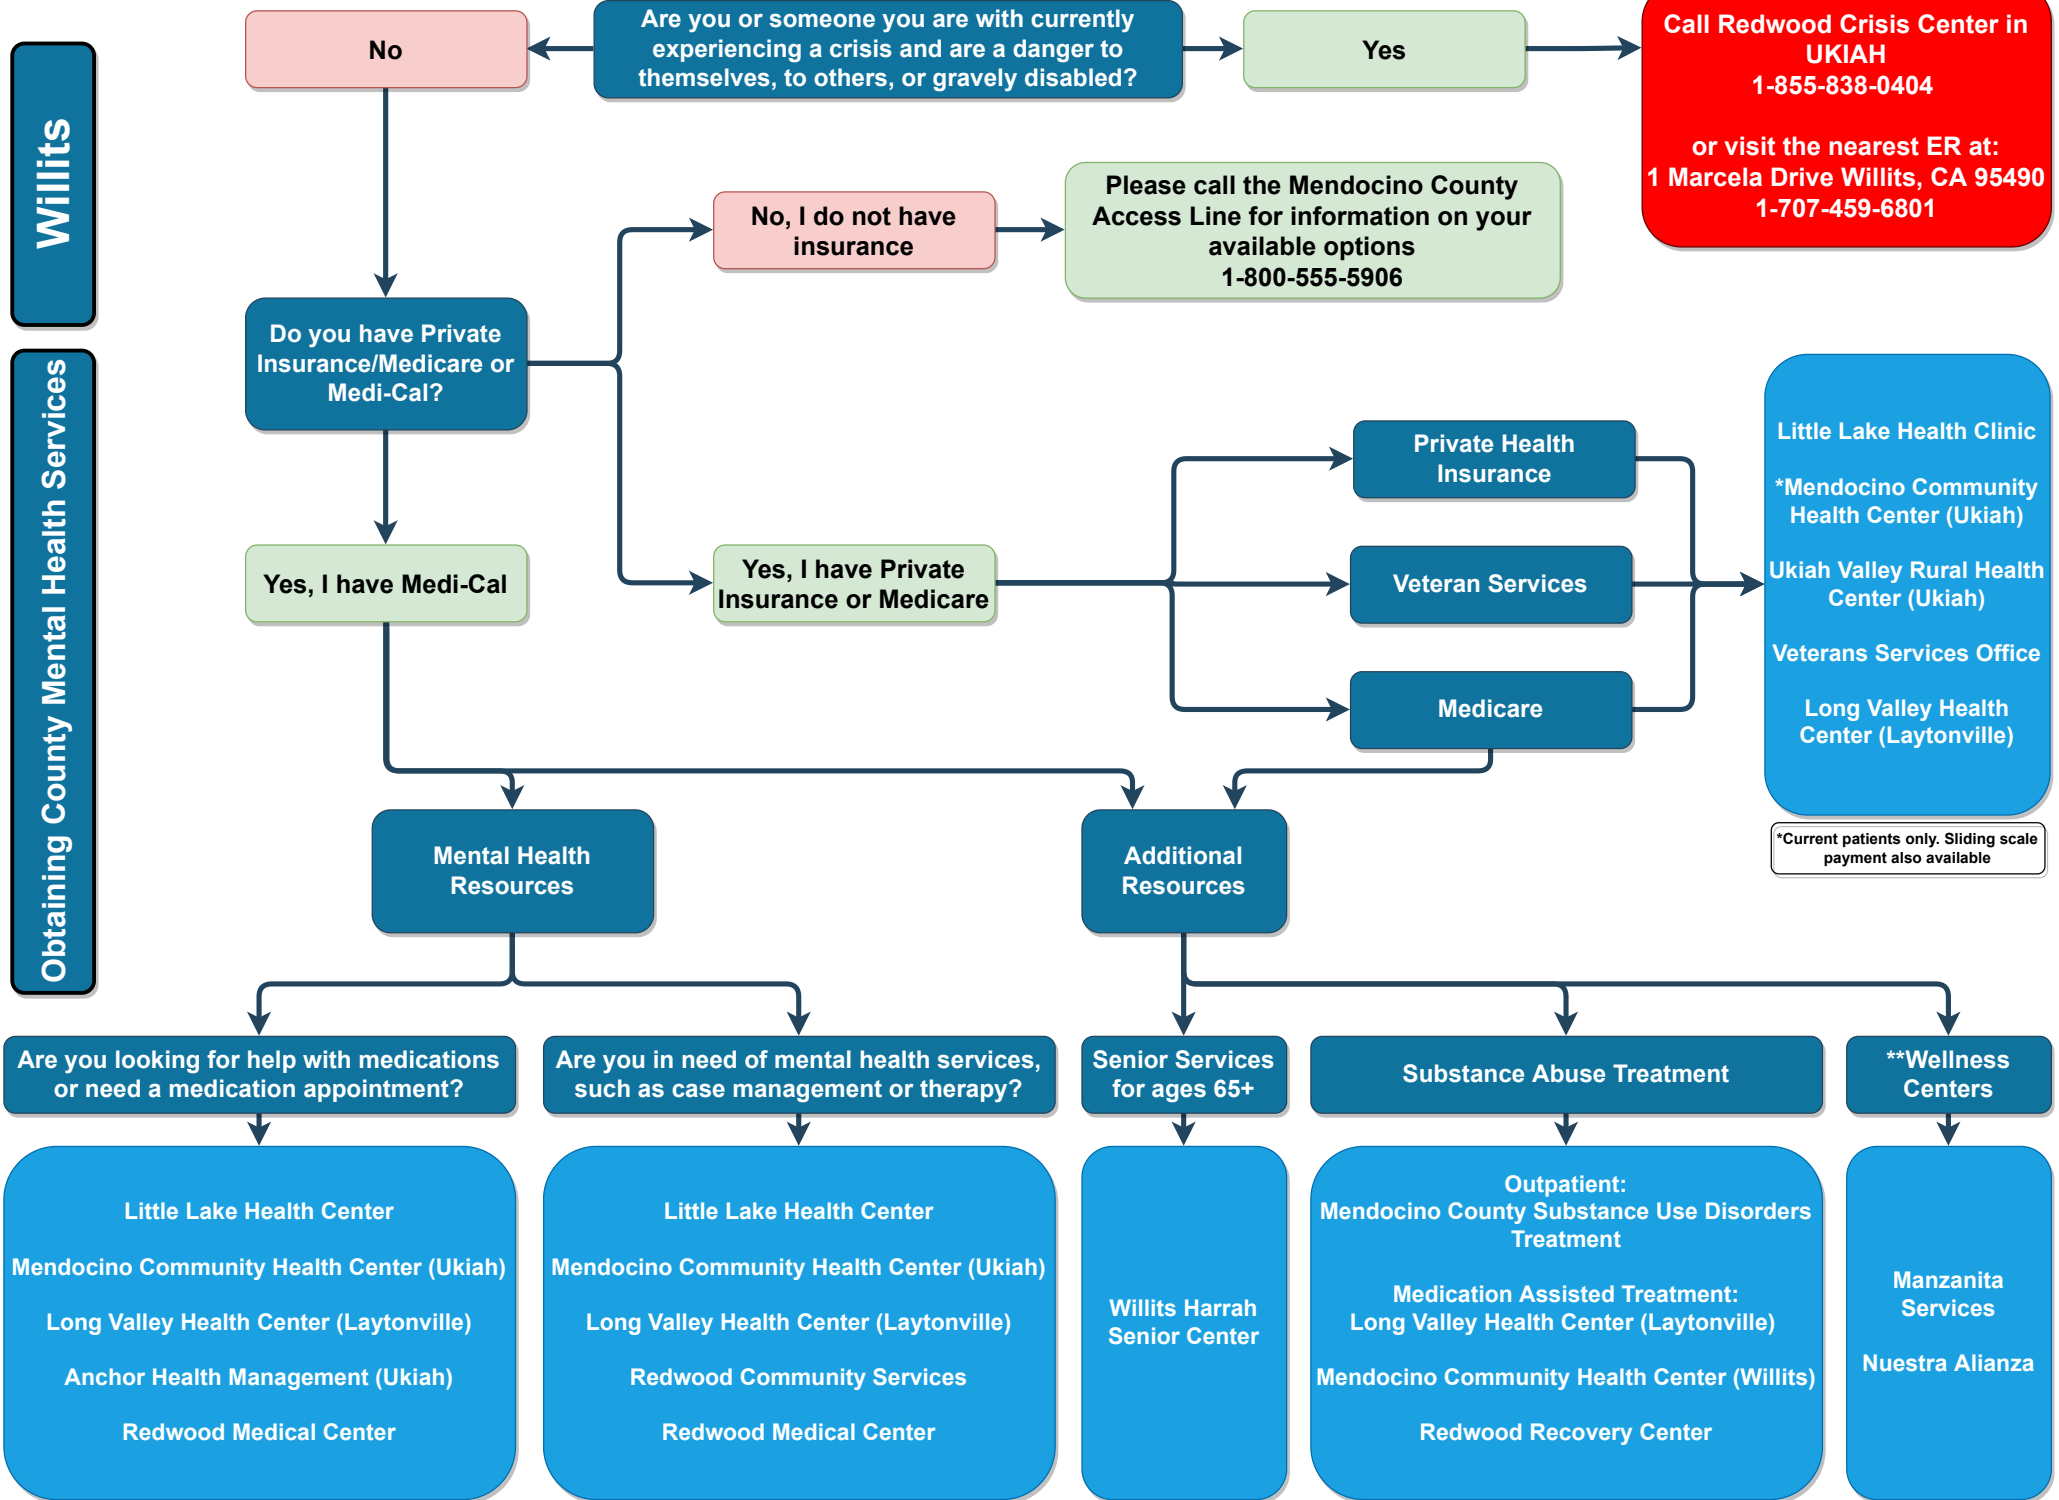 Willits
Obtaining County Mental Health Services
Are you or someone you are with currently
experiencing a crisis and are a danger to
themselves, to others, or gravely disabled?
No
Yes
Call Redwood Crisis Center in
UKIAH
1-855-838-0404
or visit the nearest ER at:
1 Marcela Drive Willits, CA 95490
1-707-459-6801
No, I do not have
insurance
Please call the Mendocino County
Access Line for information on your
available options
1-800-555-5906
Do you have Private
Insurance/Medicare or
Medi-Cal?
Yes, I have Medi-Cal
Yes, I have Private
Insurance or Medicare
Private Health
Insurance
Veteran Services
Medicare
Little Lake Health Clinic
*Mendocino Community
Health Center (Ukiah)
Ukiah Valley Rural Health
Center (Ukiah)
Veterans Services Office
Long Valley Health
Center (Laytonville)
*Current patients only. Sliding scale
payment also available
Mental Health
Resources
Additional
Resources
Are you looking for help with medications
or need a medication appointment?
Are you in need of mental health services,
such as case management or therapy?
Senior Services
for ages 65+
Substance Abuse Treatment
**Wellness
Centers
Little Lake Health Center
Mendocino Community Health Center (Ukiah)
Long Valley Health Center (Laytonville)
Anchor Health Management (Ukiah)
Redwood Medical Center
Little Lake Health Center
Mendocino Community Health Center (Ukiah)
Long Valley Health Center (Laytonville)
Redwood Community Services
Redwood Medical Center
Willits Harrah
Senior Center
Outpatient:
Mendocino County Substance Use Disorders
Treatment
Medication Assisted Treatment:
Long Valley Health Center (Laytonville)
Mendocino Community Health Center (Willits)
Redwood Recovery Center
Manzanita
Services
Nuestra Alianza